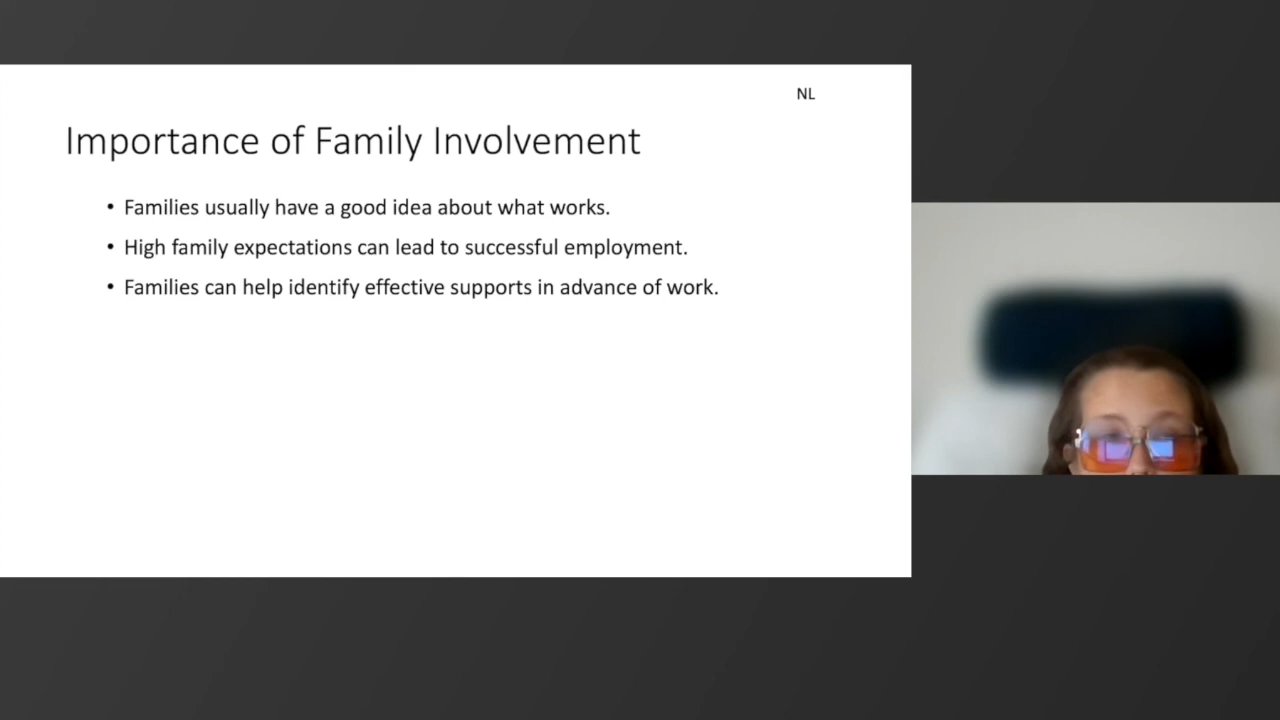 NL
Importance of Family Involvement
• Families usually have a good idea about what works.
• High family expectations can lead to successful employment.
• Families can help identify effective supports in advance of work.